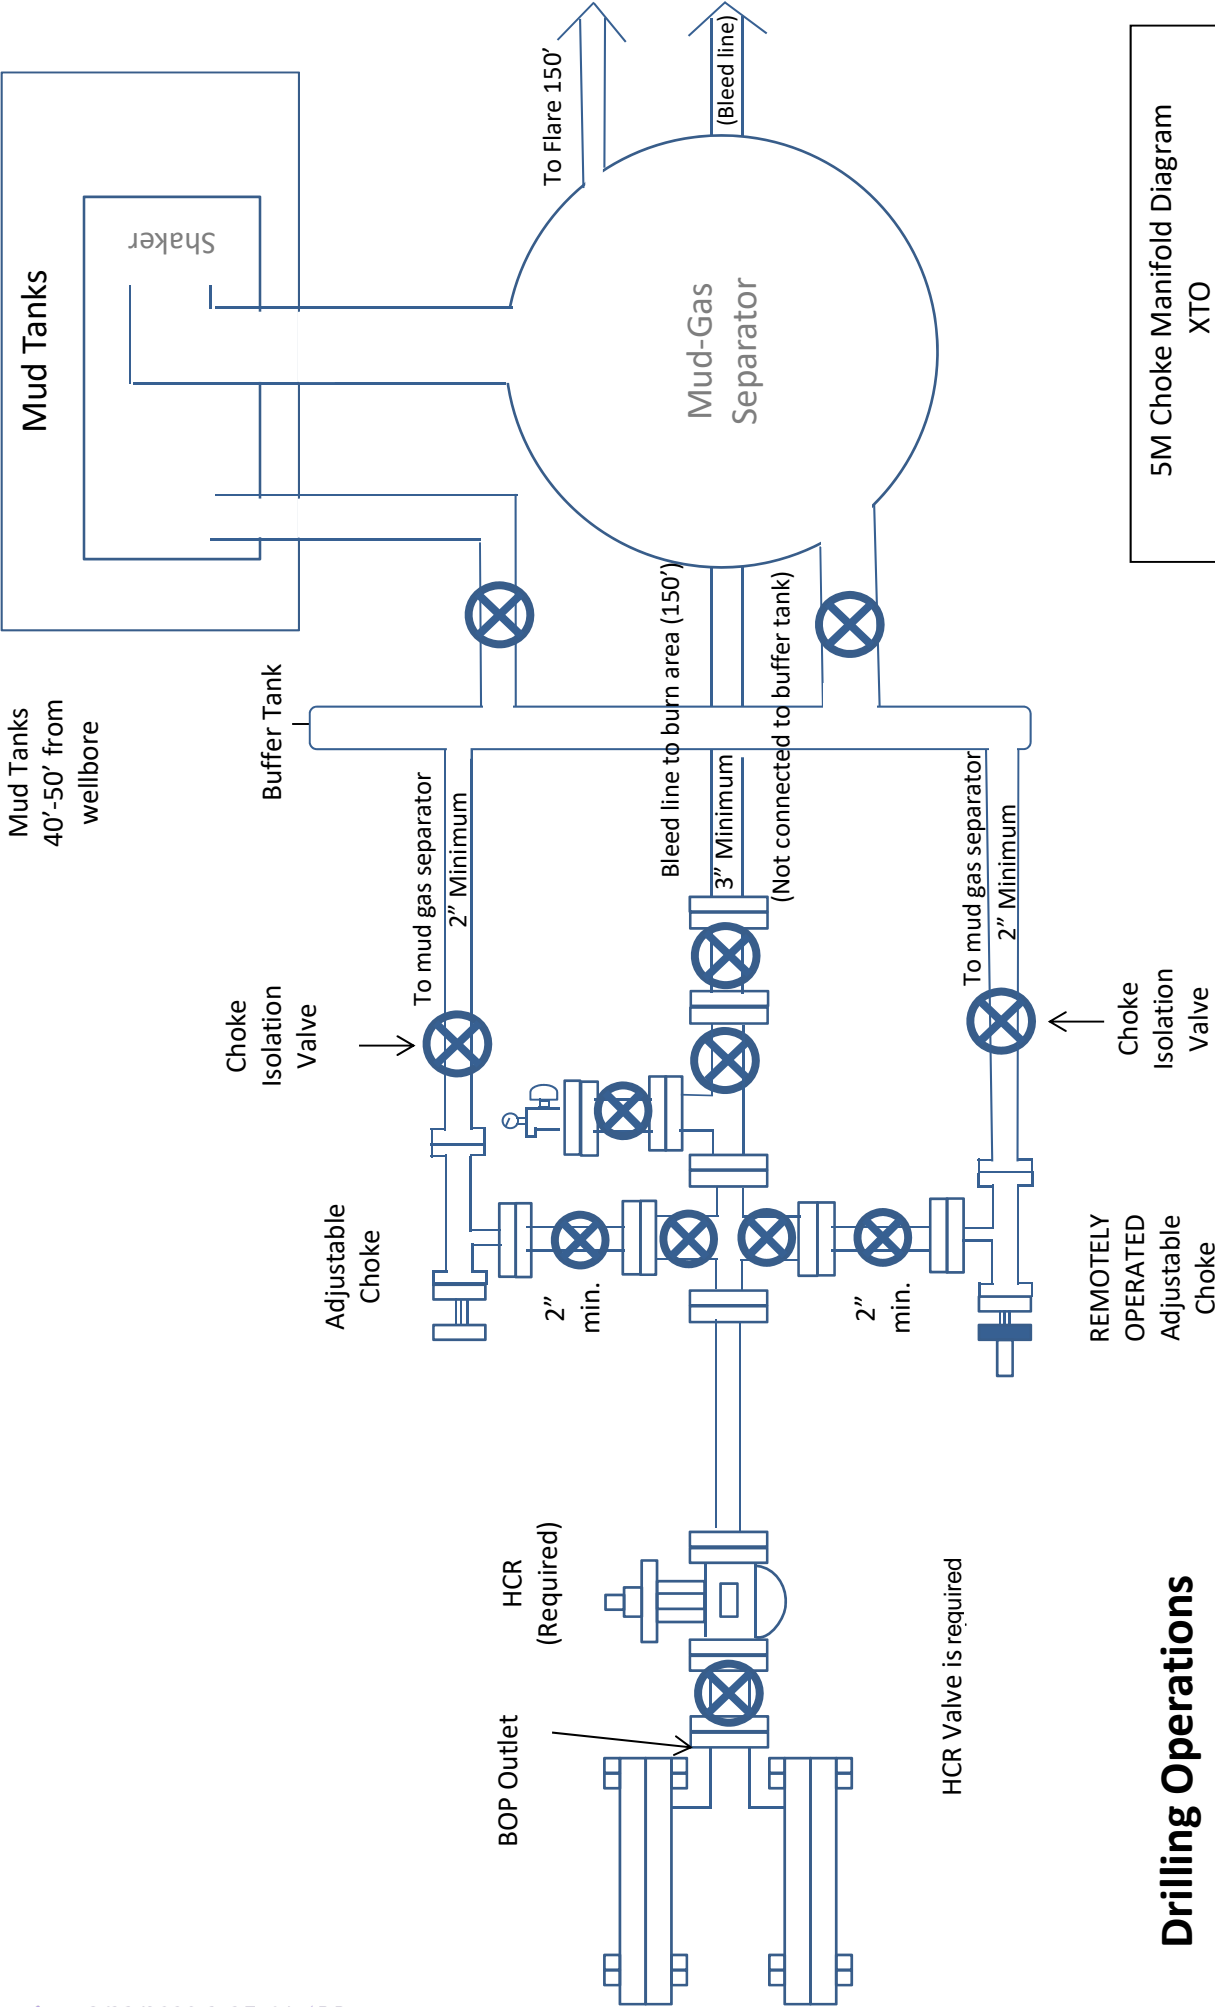 Mud Tanks
40’-50’ from
wellbore
Mud Tanks
Shaker
Buffer Tank
Choke
Isolation
Valve
Adjustable
Choke
To mud gas separator
2” Minimum
To Flare 150’
(Bleed line)
Mud-Gas
Separator
HCR
(Required)
BOP Outlet
2”
min.
Bleed line to burn area (150’)
3” Minimum
(Not connected to buffer tank)
2”
min.
To mud gas separator
2” Minimum
HCR Valve is required
REMOTELY
OPERATED
Adjustable
Choke
Choke
Isolation
Valve
Drilling Operations
5M Choke Manifold Diagram
XTO